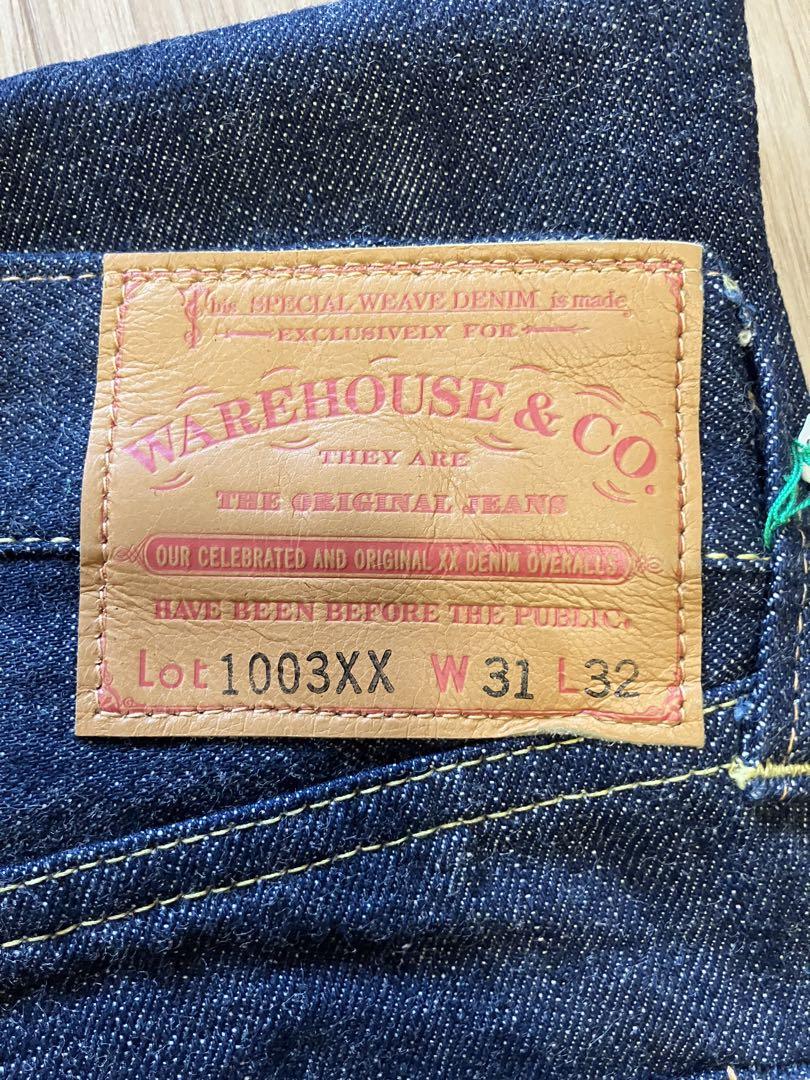 This SPECIAL WEAVE DENIM is made
EXCLUSIVELY FOR
WAREHOUSE & CO.
THEY ARE
THE ORIGINAL JEANS
OUR CELEBRATED AND ORIGINAL XX DENIM OVERALLS
HAVE BEEN BEFORE THE PUBLIC.
Lot 1003XX W 31 L 32